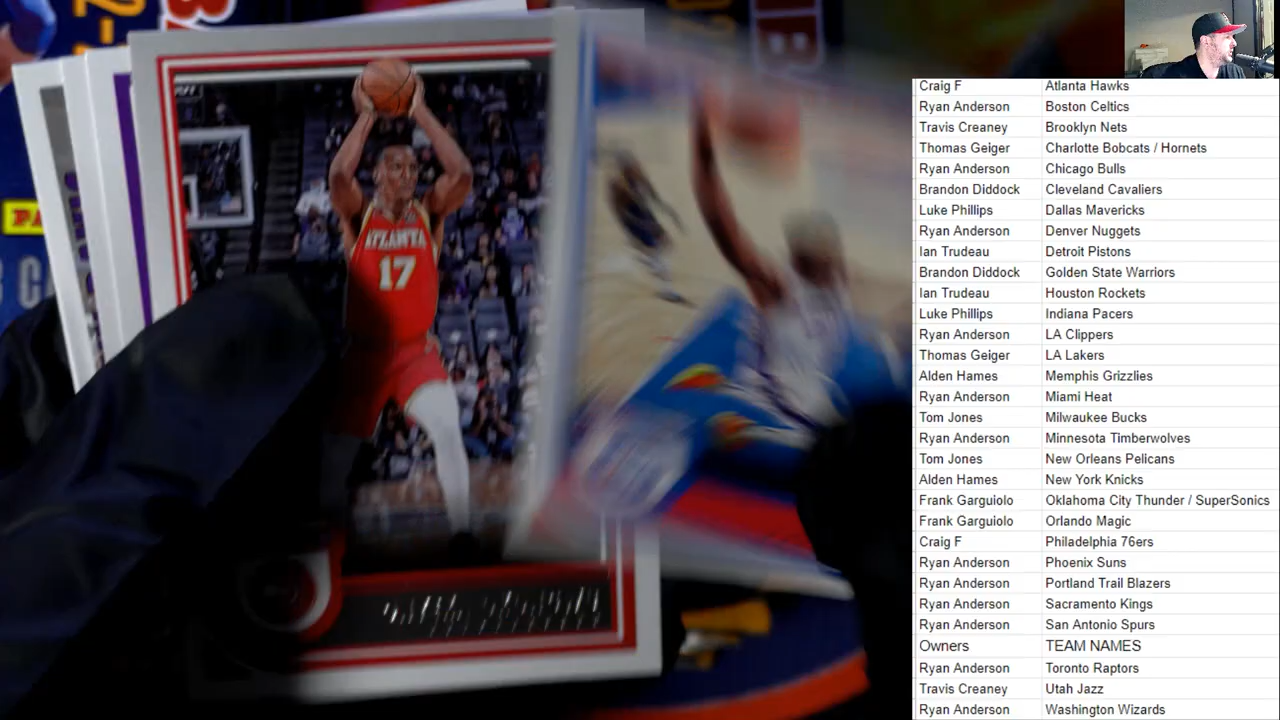 ATLANTA
17
Craig F Atlanta Hawks
Ryan Anderson Boston Celtics
Travis Creaney Brooklyn Nets
Thomas Geiger Charlotte Bobcats / Hornets
Ryan Anderson Chicago Bulls
Brandon Diddock Cleveland Cavaliers
Luke Phillips Dallas Mavericks
Ryan Anderson Denver Nuggets
Ian Trudeau Detroit Pistons
Brandon Diddock Golden State Warriors
Ian Trudeau Houston Rockets
Luke Phillips Indiana Pacers
Ryan Anderson LA Clippers
Thomas Geiger LA Lakers
Alden Hames Memphis Grizzlies
Ryan Anderson Miami Heat
Tom Jones Milwaukee Bucks
Ryan Anderson Minnesota Timberwolves
Tom Jones New Orleans Pelicans
Alden Hames New York Knicks
Frank Garguiolo Oklahoma City Thunder / SuperSonics
Frank Garguiolo Orlando Magic
Craig F Philadelphia 76ers
Ryan Anderson Phoenix Suns
Ryan Anderson Portland Trail Blazers
Ryan Anderson Sacramento Kings
Ryan Anderson San Antonio Spurs
Owners TEAM NAMES
Ryan Anderson Toronto Raptors
Travis Creaney Utah Jazz
Ryan Anderson Washington Wizards